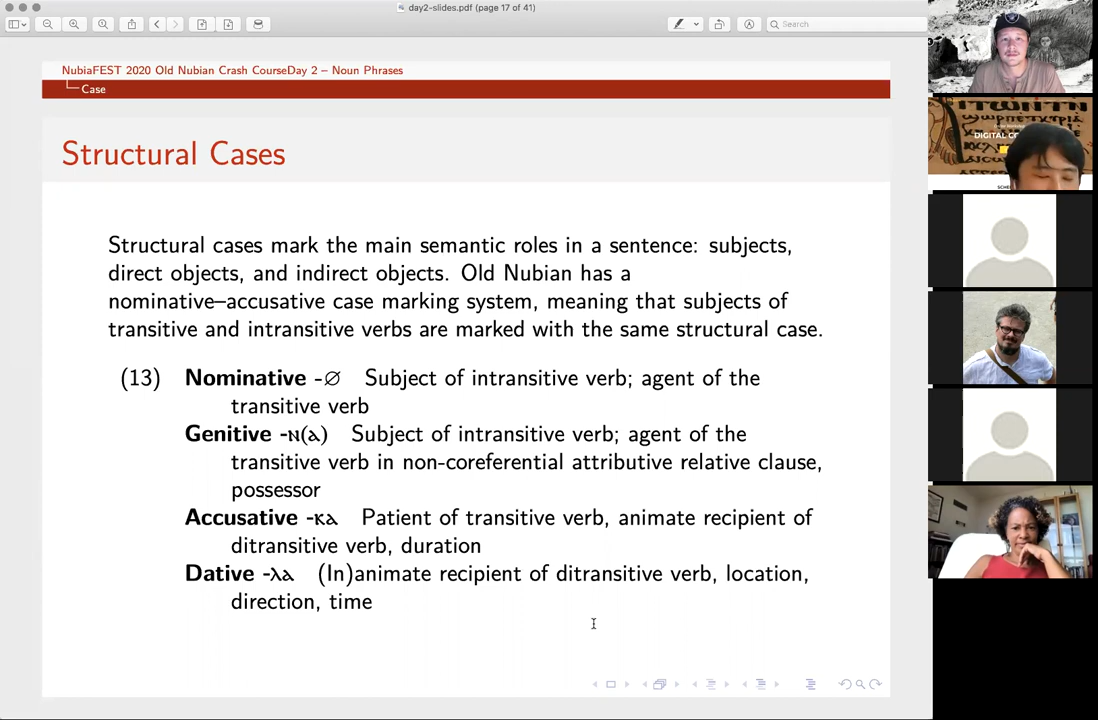 day2-slides.pdf (page 17 of 41)
Search
NubiaFEST 2020 Old Nubian Crash CourseDay 2 – Noun Phrases
Case
Structural Cases
Structural cases mark the main semantic roles in a sentence: subjects,
direct objects, and indirect objects. Old Nubian has a
nominative–accusative case marking system, meaning that subjects of
transitive and intransitive verbs are marked with the same structural case.
(13) Nominative -∅ Subject of intransitive verb; agent of the
transitive verb
Genitive -ⲛ(ⲁ) Subject of intransitive verb; agent of the
transitive verb in non-coreferential attributive relative clause,
possessor
Accusative -ⲕⲁ Patient of transitive verb, animate recipient of
ditransitive verb, duration
Dative -ⲗⲁ (In)animate recipient of ditransitive verb, location,
direction, time
DIGITAL CO